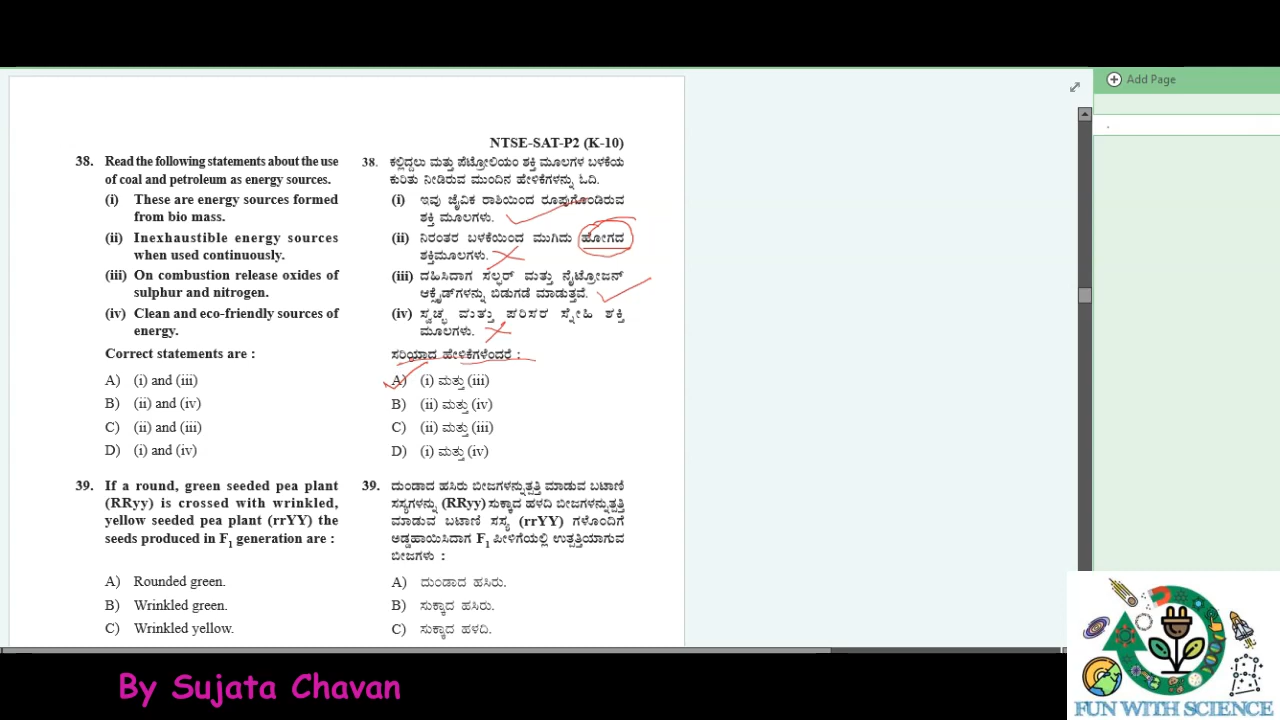 Add Page
NTSE-SAT-P2 (K-10)
38. Read the following statements about the use
of coal and petroleum as energy sources.
(i) These are energy sources formed
from bio mass.
(ii) Inexhaustible energy sources
when used continuously.
(iii) On combustion release oxides of
sulphur and nitrogen.
(iv) Clean and eco-friendly sources of
energy.
Correct statements are :
A) (i) and (iii)
B) (ii) and (iv)
C) (ii) and (iii)
D) (i) and (iv)
39. If a round, green seeded pea plant
(RRyy) is crossed with wrinkled,
yellow seeded pea plant (rrYY) the
seeds produced in F1 generation are :
A) Rounded green.
B) Wrinkled green.
C) Wrinkled yellow.
38. ಕಲ್ಲಿದ್ದಲು ಮತ್ತು ಪೆಟ್ರೋಲಿಯಂ ಶಕ್ತಿ ಮೂಲಗಳ ಬಳಕೆಯ
ಕುರಿತು ನೀಡಿರುವ ಮುಂದಿನ ಹೇಳಿಕೆಗಳನ್ನು ಓದಿ.
(i) ಇವು ಜೈವಿಕ ರಾಶಿಯಿಂದ ರೂಪುಗೊಂಡಿರುವ
ಶಕ್ತಿ ಮೂಲಗಳು.
(ii) ನಿರಂತರ ಬಳಕೆಯಿಂದ ಮುಗಿದು ಹೋಗದ
ಶಕ್ತಿಮೂಲಗಳು.
(iii) ದಹಿಸಿದಾಗ ಸಲ್ಫರ್ ಮತ್ತು ನೈಟ್ರೋಜನ್
ಆಕ್ಸೈಡ್‌ಗಳನ್ನು ಬಿಡುಗಡೆ ಮಾಡುತ್ತವೆ.
(iv) ಸ್ವಚ್ಛ ಮತ್ತು ಪರಿಸರ ಸ್ನೇಹಿ ಶಕ್ತಿ
ಮೂಲಗಳು.
ಸರಿಯಾದ ಹೇಳಿಕೆಗಳೆಂದರೆ :
A) (i) ಮತ್ತು (iii)
B) (ii) ಮತ್ತು (iv)
C) (ii) ಮತ್ತು (iii)
D) (i) ಮತ್ತು (iv)
39. ದುಂಡಾದ ಹಸಿರು ಬೀಜಗಳನ್ನುತ್ಪತ್ತಿ ಮಾಡುವ ಬಟಾಣಿ
ಸಸ್ಯಗಳನ್ನು (RRyy) ಸುಕ್ಕಾದ ಹಳದಿ ಬೀಜಗಳನ್ನುತ್ಪತ್ತಿ
ಮಾಡುವ ಬಟಾಣಿ ಸಸ್ಯ (rrYY) ಗಳೊಂದಿಗೆ
ಅಡ್ಡಹಾಯಿಸಿದಾಗ F1 ಪೀಳಿಗೆಯಲ್ಲಿ ಉತ್ಪತ್ತಿಯಾಗುವ
ಬೀಜಗಳು :
A) ದುಂಡಾದ ಹಸಿರು.
B) ಸುಕ್ಕಾದ ಹಸಿರು.
C) ಸುಕ್ಕಾದ ಹಳದಿ.
By Sujata Chavan
FUN WITH SCIENCE